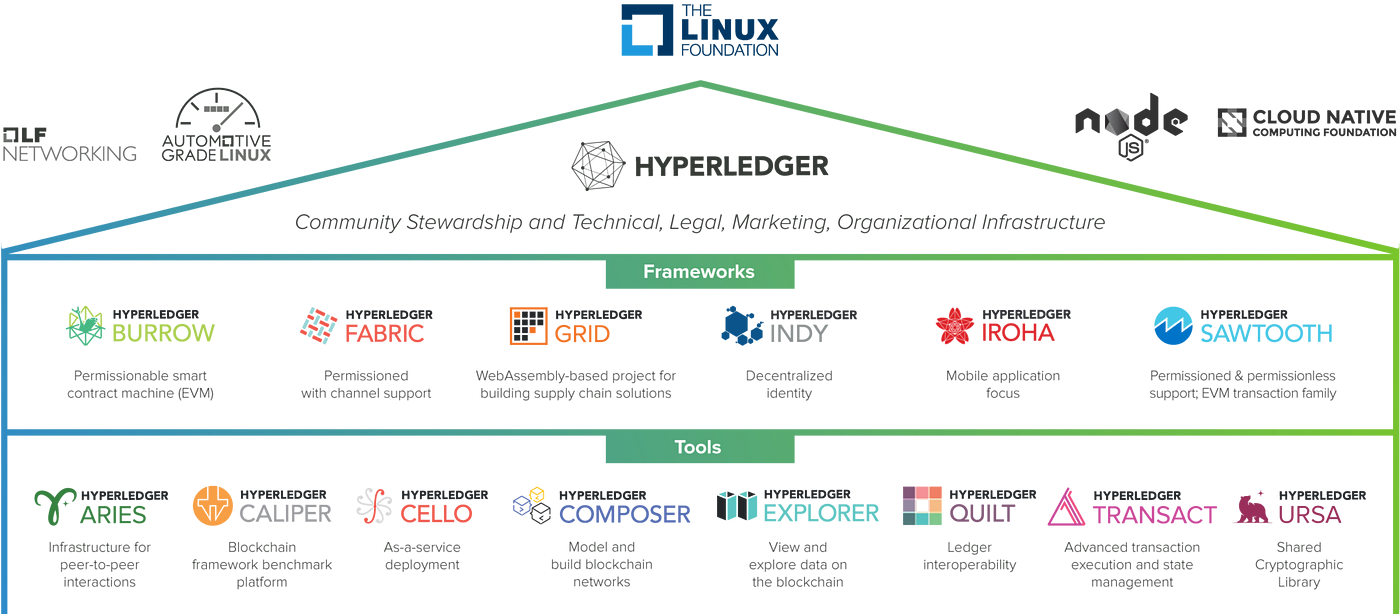 THE
LINUX
FOUNDATION
LF
NETWORKING
AUTOMOTIVE
GRADE LINUX
node
JS®
CLOUD NATIVE
COMPUTING FOUNDATION
HYPERLEDGER
Community Stewardship and Technical, Legal, Marketing, Organizational Infrastructure
Frameworks
HYPERLEDGER
BURROW
Permissionable smart
contract machine (EVM)
HYPERLEDGER
FABRIC
Permissioned
with channel support
HYPERLEDGER
GRID
WebAssembly-based project for
building supply chain solutions
HYPERLEDGER
INDY
Decentralized
identity
HYPERLEDGER
IROHA
Mobile application
focus
HYPERLEDGER
SAWTOOTH
Permissioned & permissionless
support; EVM transaction family
Tools
HYPERLEDGER
ARIES
Infrastructure for
peer-to-peer
interactions
HYPERLEDGER
CALIPER
Blockchain
framework benchmark
platform
HYPERLEDGER
CELLO
As-a-service
deployment
HYPERLEDGER
COMPOSER
Model and
build blockchain
networks
HYPERLEDGER
EXPLORER
View and
explore data on
the blockchain
HYPERLEDGER
QUILT
Ledger
interoperability
HYPERLEDGER
TRANSACT
Advanced transaction
execution and state
management
HYPERLEDGER
URSA
Shared
Cryptographic
Library